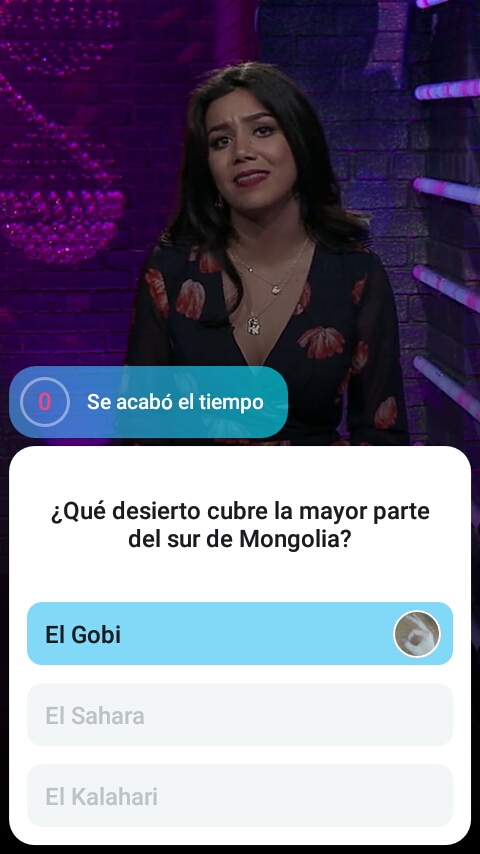 0
Se acabó el tiempo
¿Qué desierto cubre la mayor parte
del sur de Mongolia?
El Gobi
El Sahara
El Kalahari